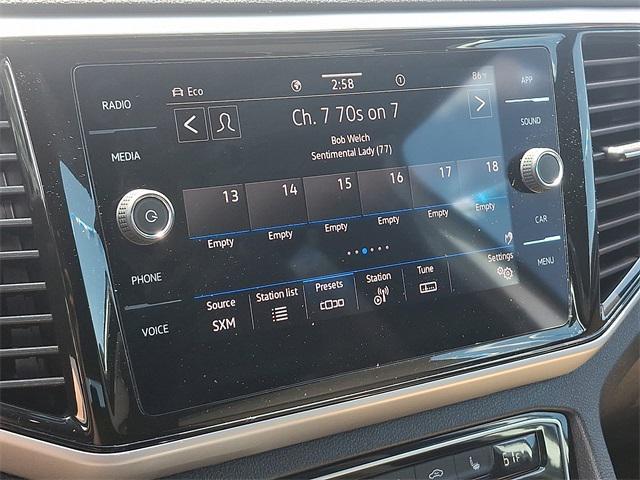 RADIO
MEDIA
PHONE
VOICE
Eco
2:58
86°F
Ch. 7 70s on 7
Bob Welch
Sentimental Lady (77)
13 14 15 16 17 18
Empty Empty Empty Empty Empty Empty
Source Station list Presets Station Tune Settings
SXM
APP
SOUND
CAR
MENU
61F